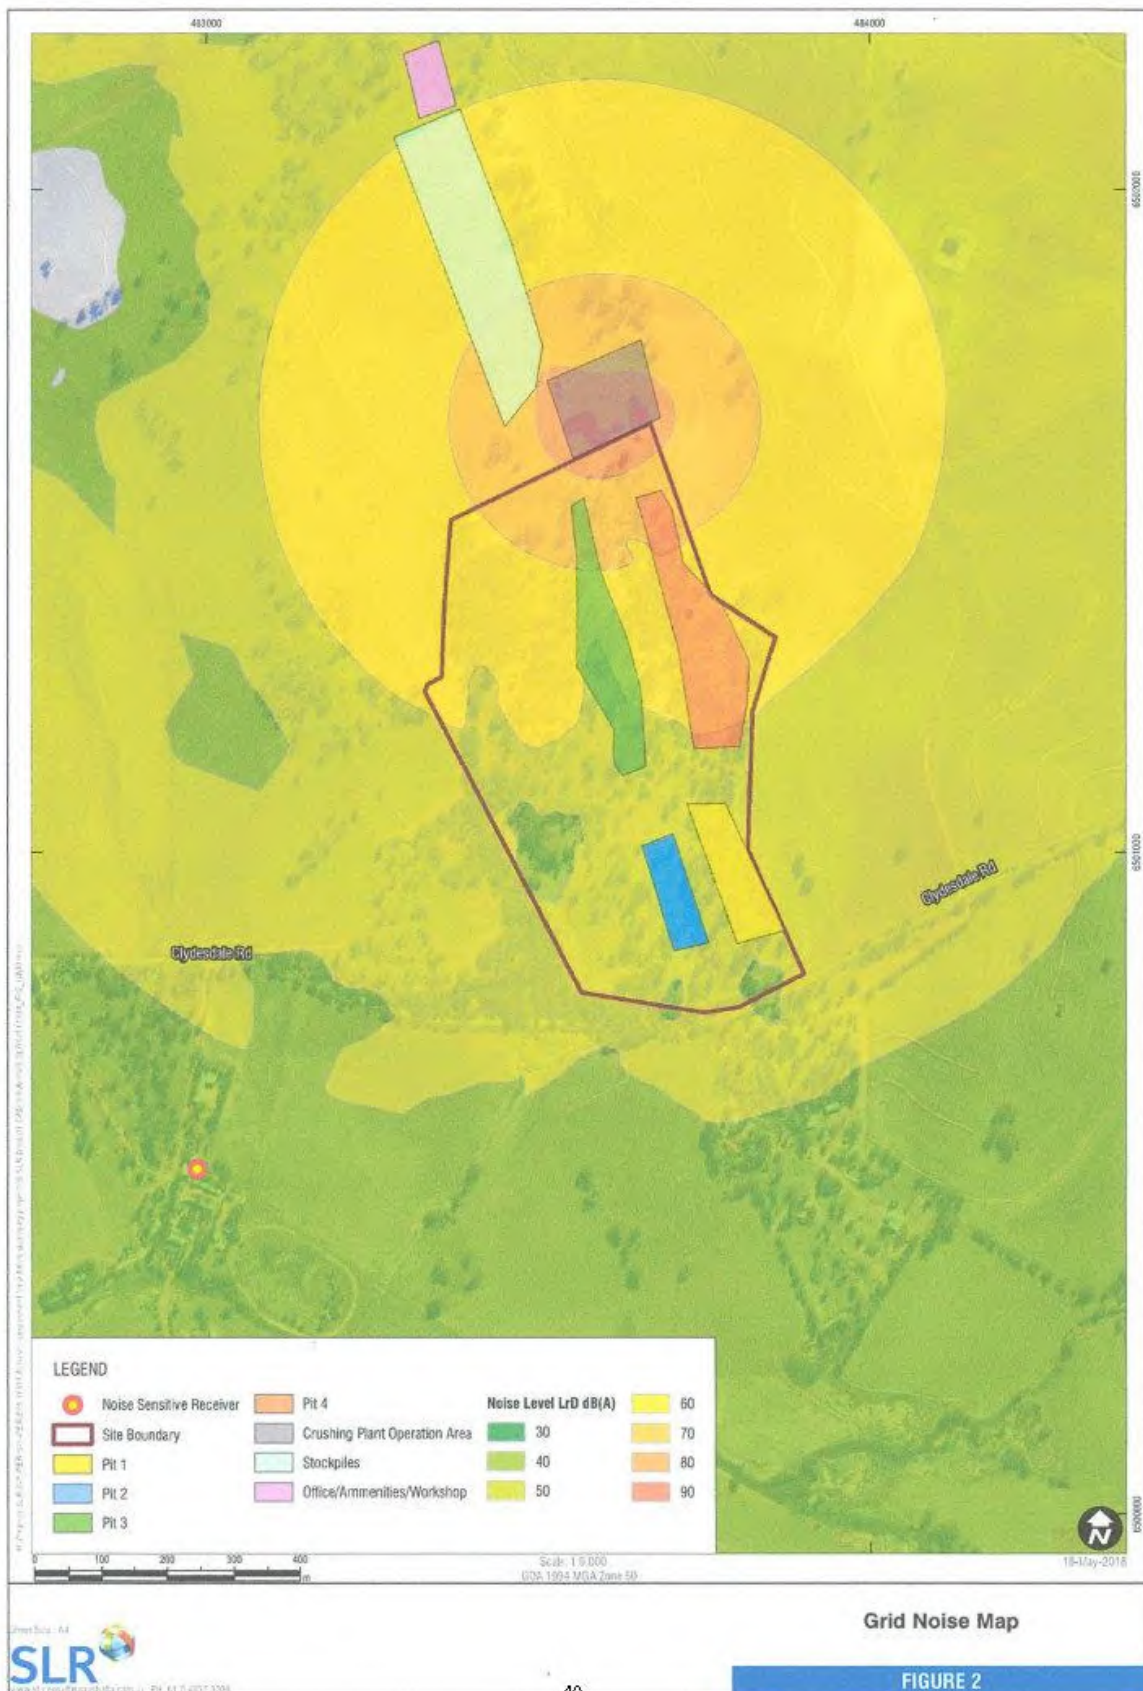 483000
484000
6502000
6501000
Clydesdale Rd
Clydesdale Rd
LEGEND
Noise Sensitive Receiver
Site Boundary
Pit 1
Pit 2
Pit 3
Pit 4
Crushing Plant Operation Area
Stockpiles
Office/Ammenities/Workshop
Noise Level LrD dB(A)
30
40
50
60
70
80
90
6500000
N
0 100 200 300 400
m
Scale: 1:9,000
GDA 1994 MGA Zone 50
18-May-2018
Grid Noise Map
SLR
40
FIGURE 2